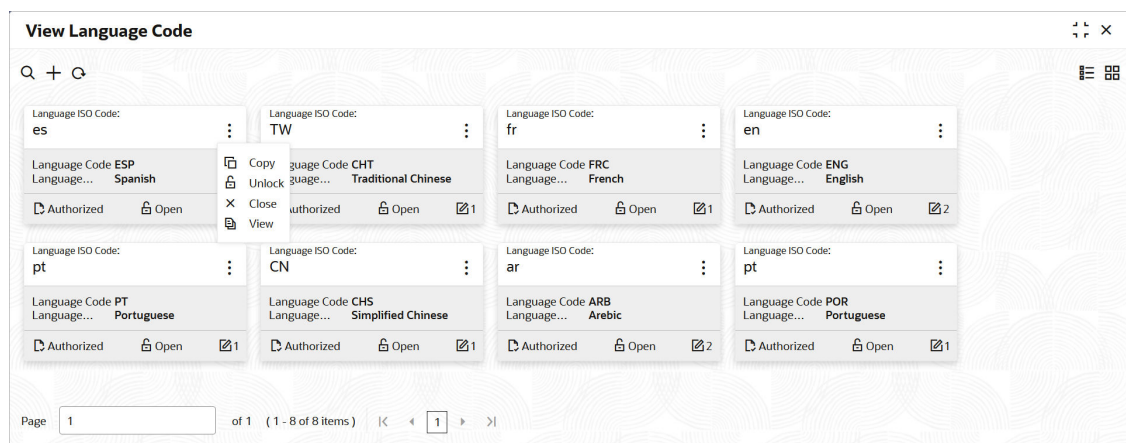 View Language Code
Language ISO Code:
es
Language Code ESP
Language... Spanish
Authorized Open
Copy
Unlock
Close
View
Language ISO Code:
TW
guage Code CHT
guage... Traditional Chinese
uthorized Open 1
Language ISO Code:
fr
Language Code FRC
Language... French
Authorized Open 1
Language ISO Code:
en
Language Code ENG
Language... English
Authorized Open 2
Language ISO Code:
pt
Language Code PT
Language... Portuguese
Authorized Open 1
Language ISO Code:
CN
Language Code CHS
Language... Simplified Chinese
Authorized Open 1
Language ISO Code:
ar
Language Code ARB
Language... Arebic
Authorized Open 2
Language ISO Code:
pt
Language Code POR
Language... Portuguese
Authorized Open 1
Page 1 of 1 (1 - 8 of 8 items) 1